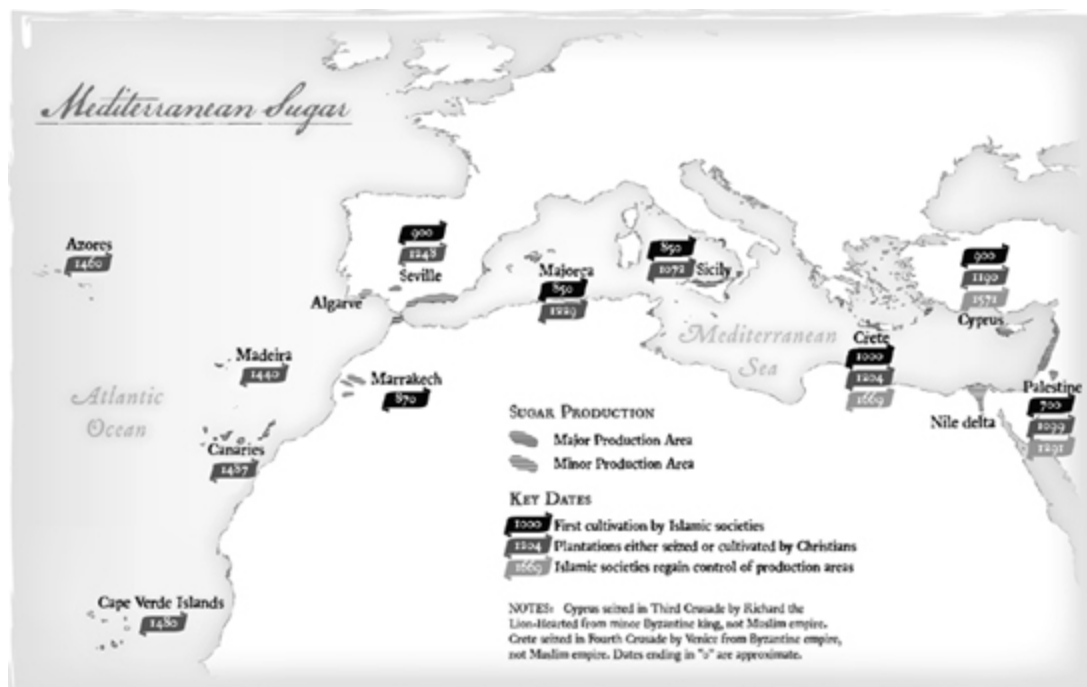 Mediterranean Sugar
Azores
1460
900
1248
Seville
Algarve
Majorca
850
1229
850
1072
Sicily
900
1190
1571
Cyprus
Mediterranean
Sea
Crete
1000
1204
1669
Nile delta
Palestine
700
1099
1291
Madeira
1440
Marrakech
870
Atlantic
Ocean
Canaries
1487
Cape Verde Islands
1480
SUGAR PRODUCTION
Major Production Area
Minor Production Area
KEY DATES
1000 First cultivation by Islamic societies
1204 Plantations either seized or cultivated by Christians
1669 Islamic societies regain control of production areas
NOTES: Cyprus seized in Third Crusade by Richard the
Lion-Hearted from minor Byzantine king, not Muslim empire.
Crete seized in Fourth Crusade by Venice from Byzantine empire,
not Muslim empire. Dates ending in "0" are approximate.